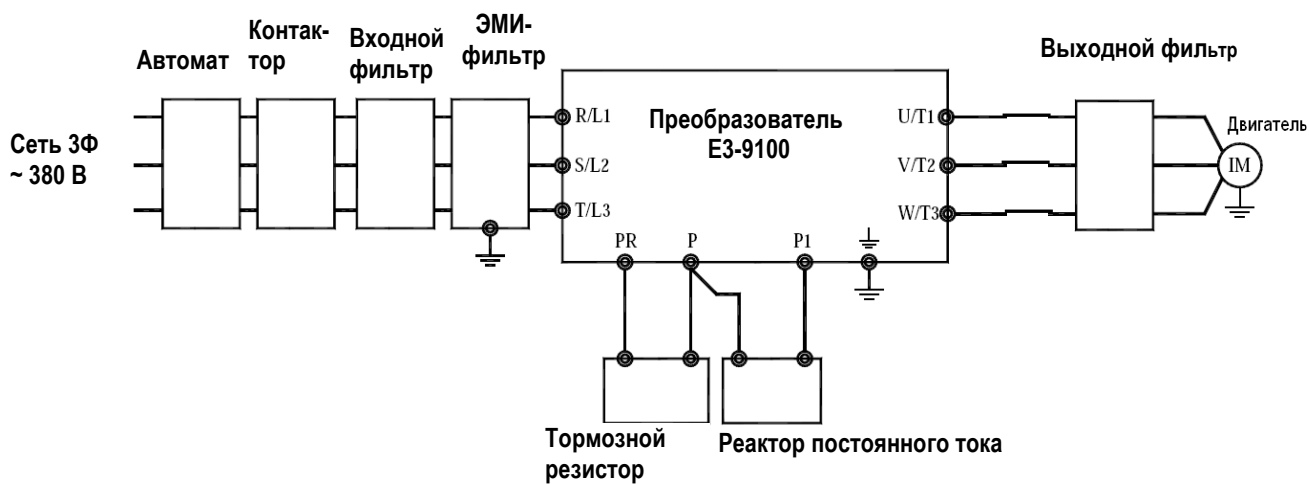 Автомат
Контак-
тор
Входной
фильтр
ЭМИ-
фильтр
Выходной фильтр
Сеть 3Ф
~ 380 В
R/L1
S/L2
T/L3
Преобразователь
Е3-9100
U/T1
V/T2
W/T3
Двигатель
IM
PR
P
P1
Тормозной
резистор
Реактор постоянного тока